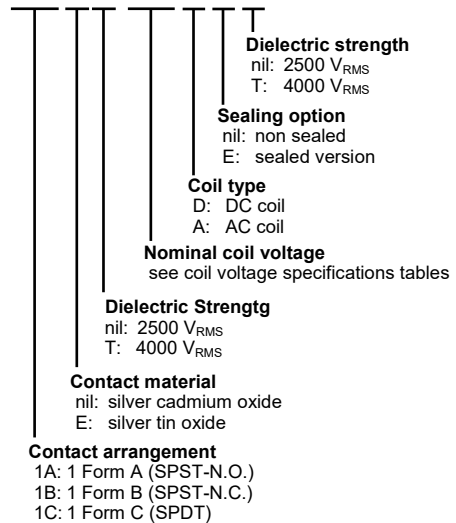 Dielectric strength
nil: 2500 VRMS
T: 4000 VRMS
Sealing option
nil: non sealed
E: sealed version
Coil type
D: DC coil
A: AC coil
Nominal coil voltage
see coil voltage specifications tables
Dielectric Strengtg
nil: 2500 VRMS
T: 4000 VRMS
Contact material
nil: silver cadmium oxide
E: silver tin oxide
Contact arrangement
1A: 1 Form A (SPST-N.O.)
1B: 1 Form B (SPST-N.C.)
1C: 1 Form C (SPDT)